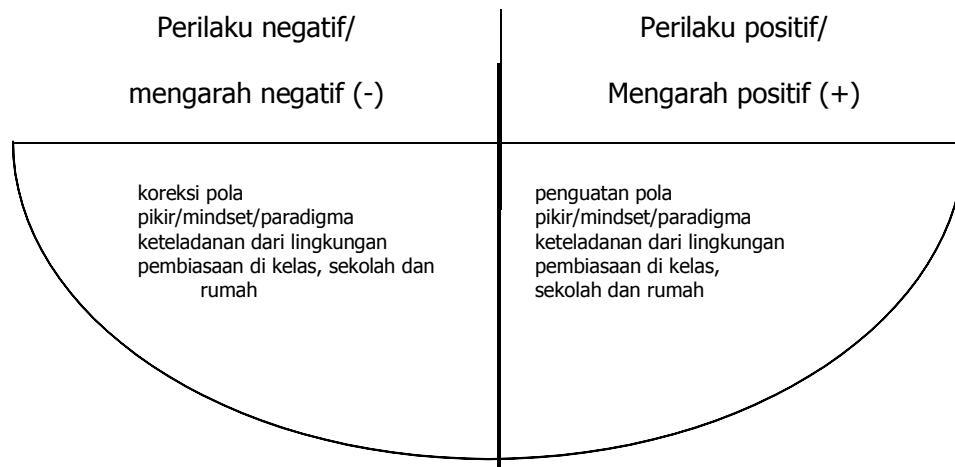 Perilaku negatif/
mengarah negatif (-)
Perilaku positif/
Mengarah positif (+)
koreksi pola
pikir/mindset/paradigma
keteladanan dari lingkungan
pembiasaan di kelas, sekolah dan
rumah
penguatan pola
pikir/mindset/paradigma
keteladanan dari lingkungan
pembiasaan di kelas,
sekolah dan rumah